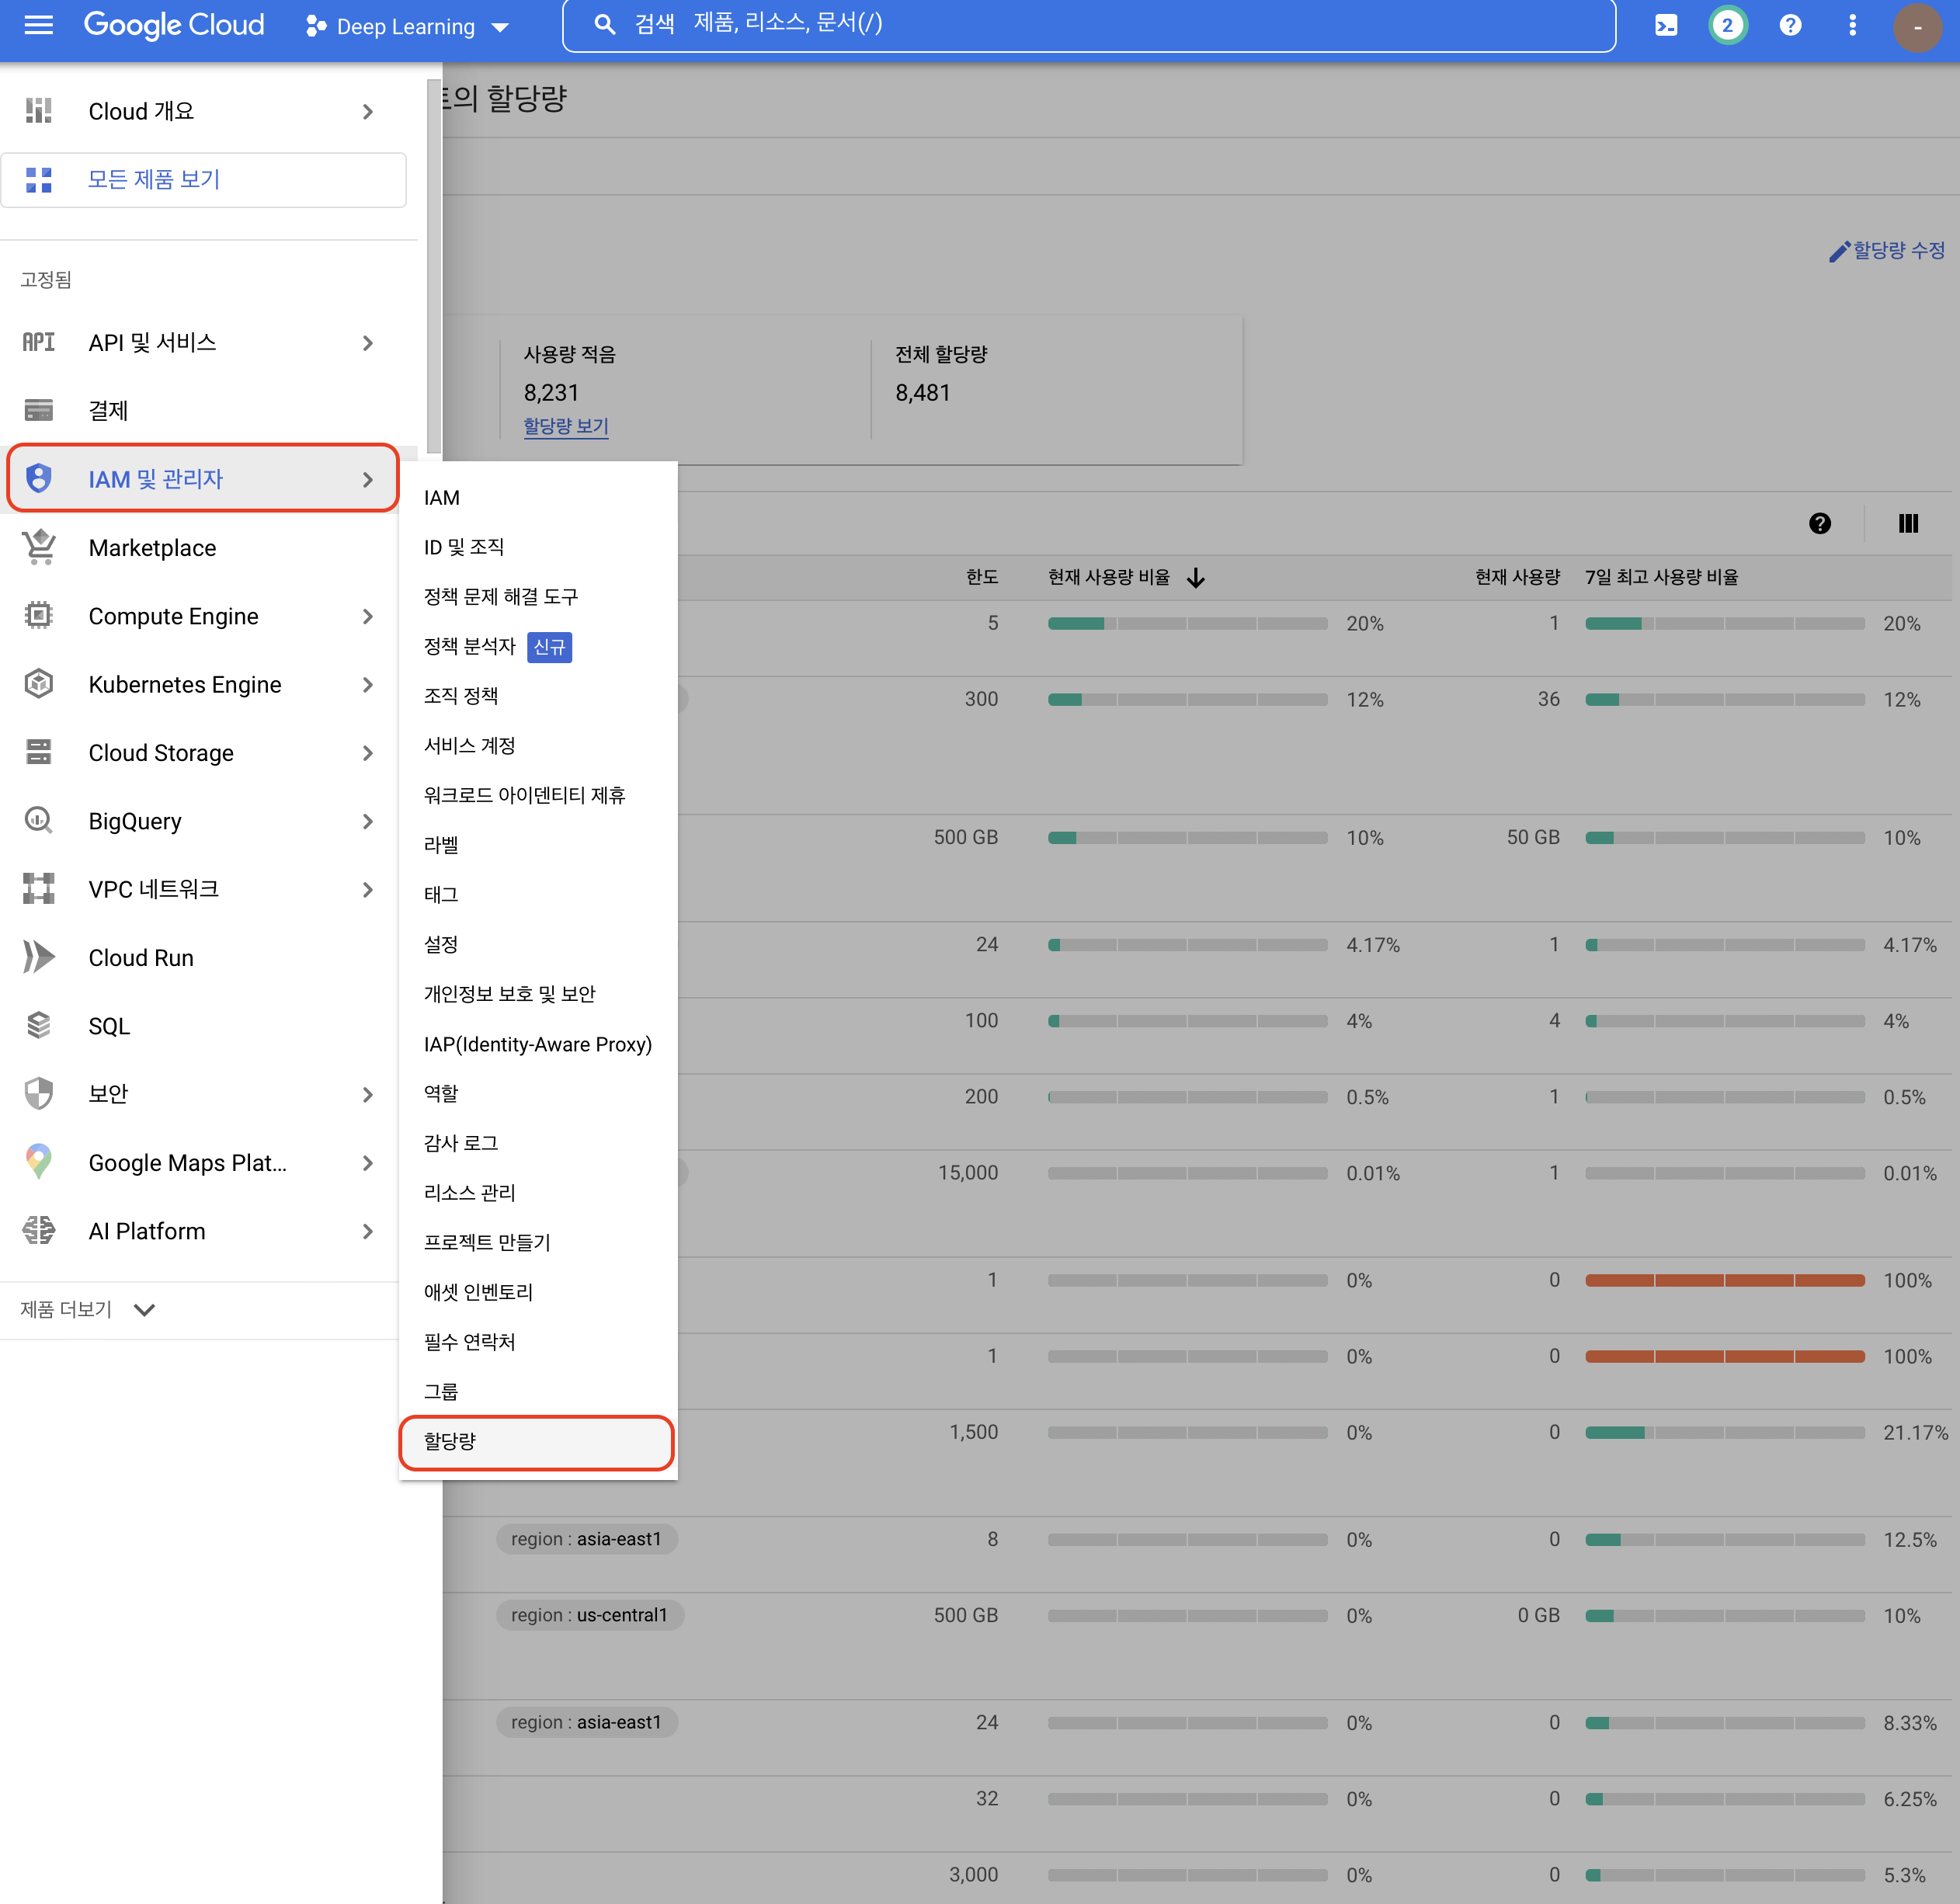 Google Cloud
Deep Learning
검색 제품, 리소스, 문서(/)
2
-
Cloud 개요
모든 제품 보기
고정됨
API API 및 서비스
결제
IAM 및 관리자
Marketplace
Compute Engine
Kubernetes Engine
Cloud Storage
BigQuery
VPC 네트워크
Cloud Run
SQL
보안
Google Maps Plat...
AI Platform
제품 더보기
IAM
ID 및 조직
정책 문제 해결 도구
정책 분석자 신규
조직 정책
서비스 계정
워크로드 아이덴티티 제휴
라벨
태그
설정
개인정보 보호 및 보안
IAP(Identity-Aware Proxy)
역할
감사 로그
리소스 관리
프로젝트 만들기
애셋 인벤토리
필수 연락처
그룹
할당량
의 할당량
할당량 수정
사용량 적음
8,231
할당량 보기
전체 할당량
8,481
한도 현재 사용량 비율 현재 사용량 7일 최고 사용량 비율
5 20% 1 20%
300 12% 36 12%
500 GB 10% 50 GB 10%
24 4.17% 1 4.17%
100 4% 4 4%
200 0.5% 1 0.5%
15,000 0.01% 1 0.01%
1 0% 0 100%
1 0% 0 100%
1,500 0% 0 21.17%
region : asia-east1 8 0% 0 12.5%
region : us-central1 500 GB 0% 0 GB 10%
region : asia-east1 24 0% 0 8.33%
32 0% 0 6.25%
3,000 0% 0 5.3%